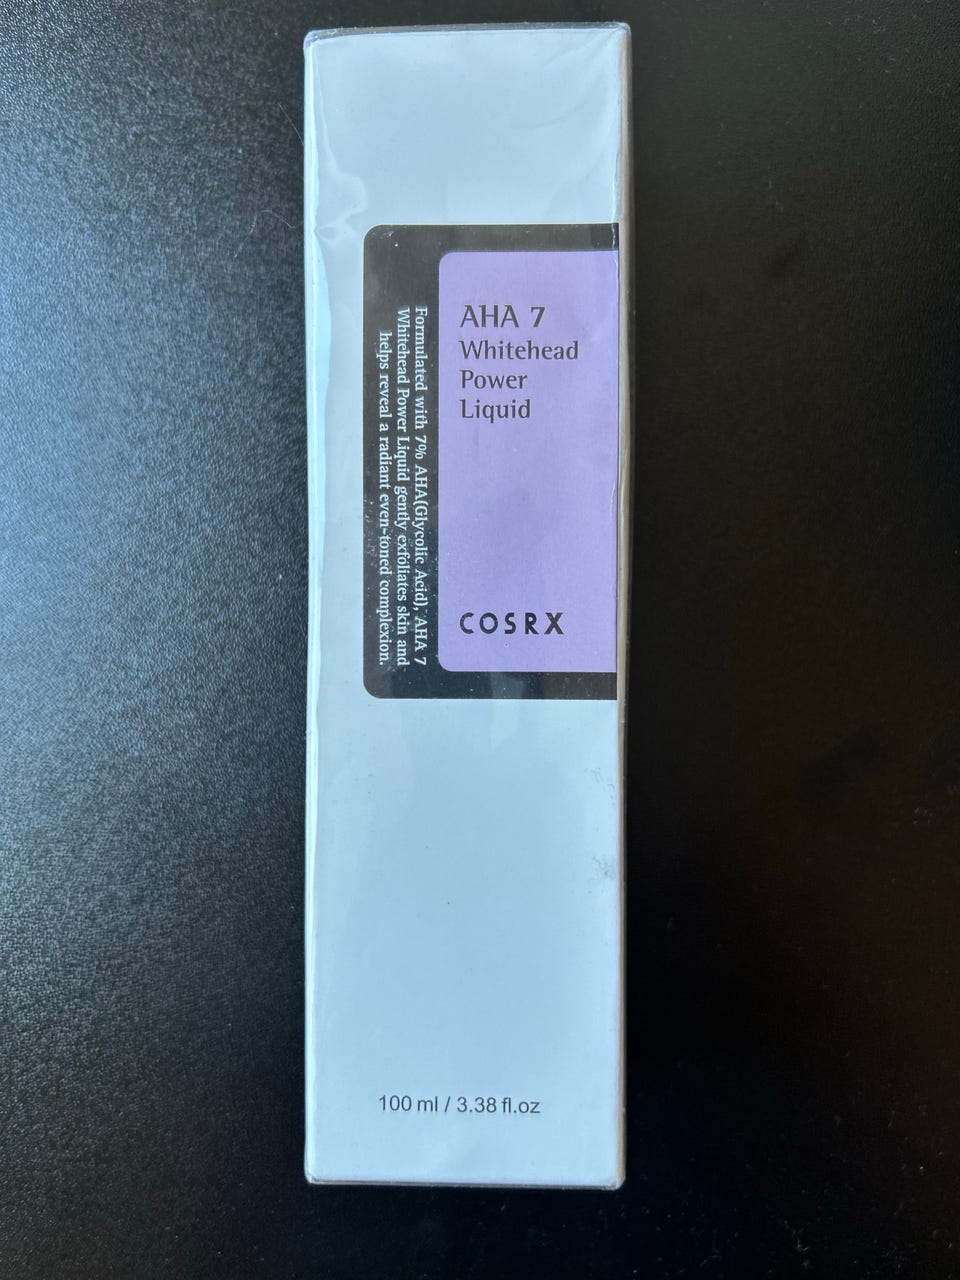 AHA 7
Whitehead
Power
Liquid
COSRX
Formulated with 7% AHA(Glycolic Acid), AHA 7
Whitehead Power Liquid gently exfoliates skin and
helps reveal a radiant even-toned complexion.
100 ml / 3.38 fl.oz